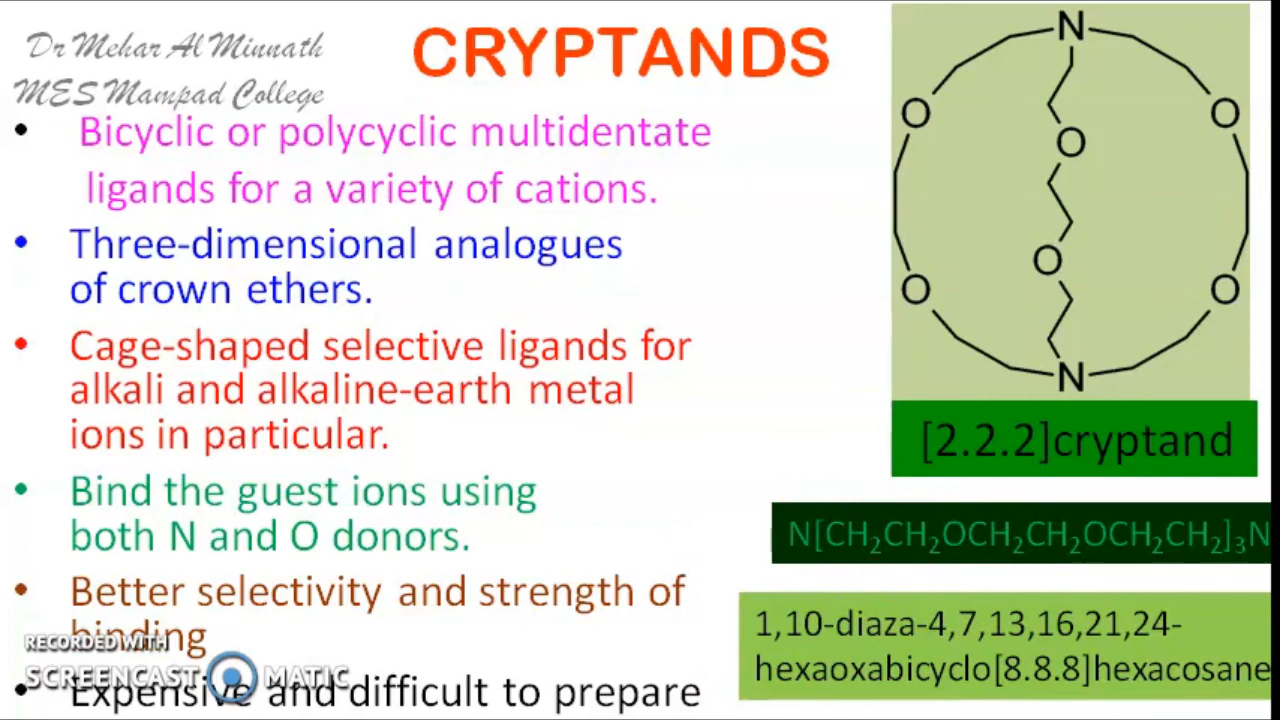 Dr Mehar Al Minnath
MES Mampad College
CRYPTANDS
• Bicyclic or polycyclic multidentate
ligands for a variety of cations.
• Three-dimensional analogues
of crown ethers.
• Cage-shaped selective ligands for
alkali and alkaline-earth metal
ions in particular.
• Bind the guest ions using
both N and O donors.
• Better selectivity and strength of
binding
• Expensive and difficult to prepare
N
O O
O
O
O O
N
[2.2.2]cryptand
N[CH₂CH₂OCH₂CH₂OCH₂CH₂]₃N
1,10-diaza-4,7,13,16,21,24-
hexaoxabicyclo[8.8.8]hexacosane
RECORDED WITH
SCREENCAST MATIC